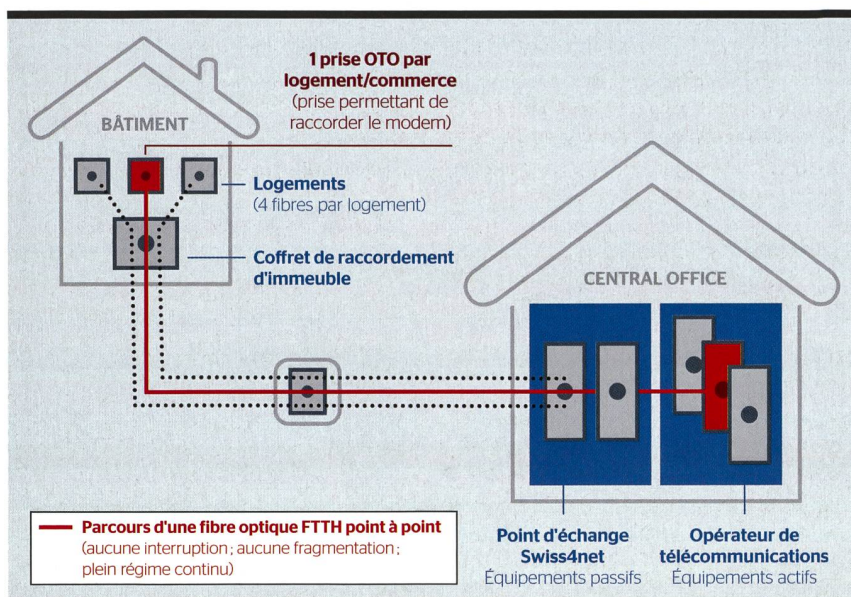 1 prise OTO par
logement/commerce
(prise permettant de
raccorder le modem)
BÂTIMENT
Logements
(4 fibres par logement)
Coffret de raccordement
d'immeuble
CENTRAL OFFICE
Parcours d'une fibre optique FTTH point à point
(aucune interruption; aucune fragmentation;
plein régime continu)
Point d'échange
Swiss4net
Équipements passifs
Opérateur de
télécommunications
Équipements actifs